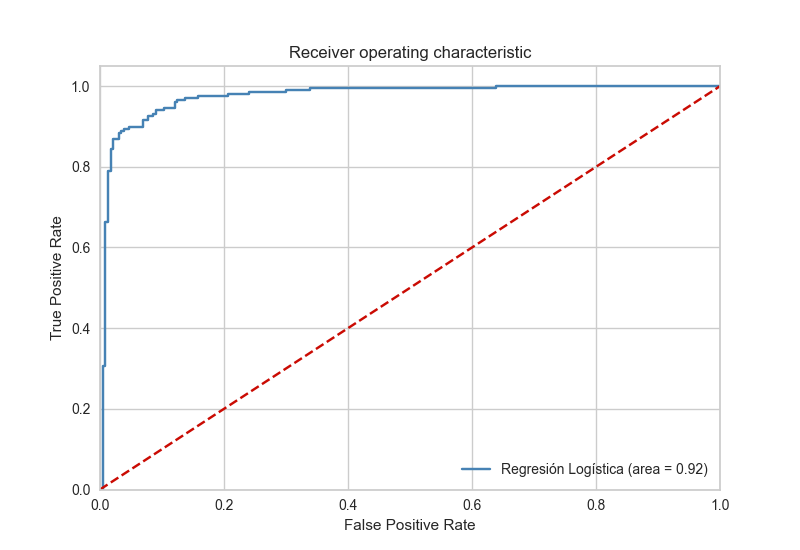 Receiver operating characteristic
True Positive Rate
1.0
0.8
0.6
0.4
0.2
0.0
Regresión Logística (area = 0.92)
0.0 0.2 0.4 0.6 0.8 1.0
False Positive Rate